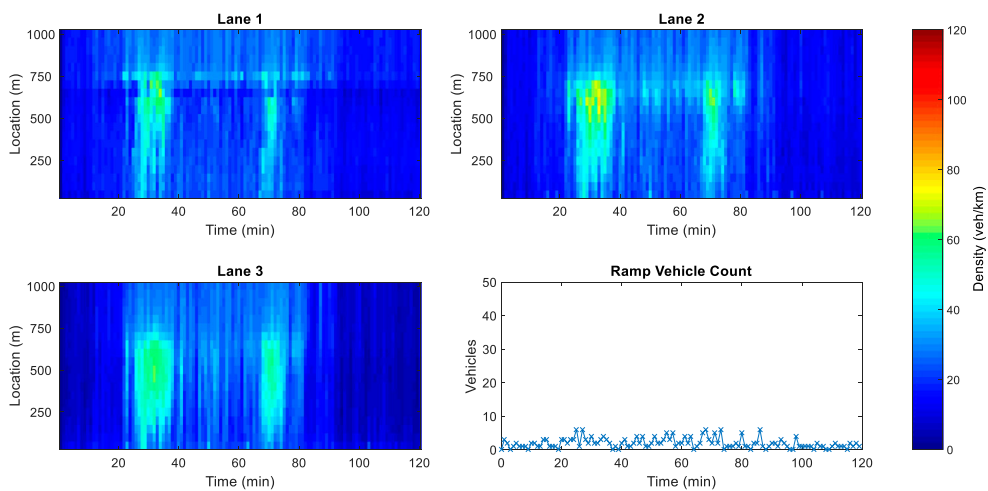 Lane 1
1000
750
500
250
Location (m)
20 40 60 80 100 120
Time (min)
Lane 2
1000
750
500
250
Location (m)
20 40 60 80 100 120
Time (min)
Lane 3
1000
750
500
250
Location (m)
20 40 60 80 100 120
Time (min)
Ramp Vehicle Count
50
40
30
20
10
0
Vehicles
0 20 40 60 80 100 120
Time (min)
120
100
80
60
40
20
0
Density (veh/km)